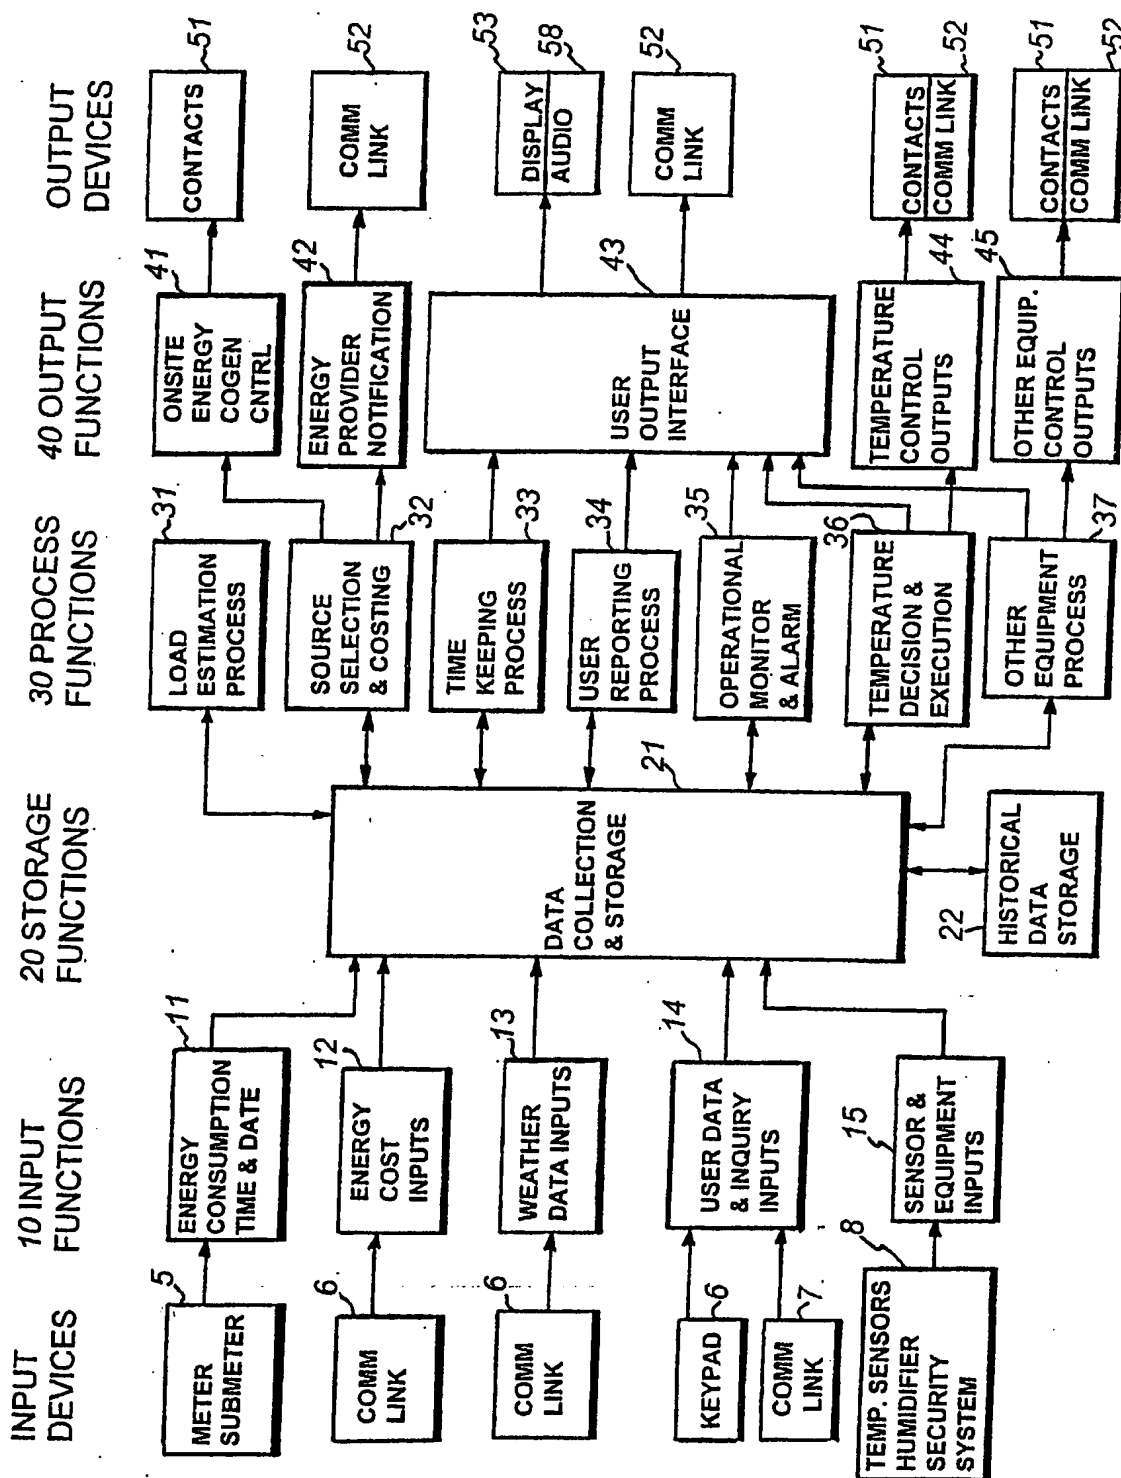 INPUT
DEVICES
10 INPUT
FUNCTIONS
20 STORAGE
FUNCTIONS
30 PROCESS
FUNCTIONS
40 OUTPUT
FUNCTIONS
OUTPUT
DEVICES
METER
SUBMETER
5
COMM
LINK
6
COMM
LINK
6
KEYPAD
6
COMM
LINK
7
TEMP. SENSORS
HUMIDIFIER
SECURITY
SYSTEM
8
ENERGY
CONSUMPTION
TIME & DATE
11
ENERGY
COST
INPUTS
12
WEATHER
DATA INPUTS
13
USER DATA
& INQUIRY
INPUTS
14
SENSOR &
EQUIPMENT
INPUTS
15
DATA
COLLECTION
& STORAGE
21
HISTORICAL
DATA
STORAGE
22
LOAD
ESTIMATION
PROCESS
31
SOURCE
SELECTION
& COSTING
32
TIME
KEEPING
PROCESS
33
USER
REPORTING
PROCESS
34
OPERATIONAL
MONITOR
& ALARM
35
TEMPERATURE
DECISION &
EXECUTION
36
OTHER
EQUIPMENT
PROCESS
37
ONSITE
ENERGY
COGEN
CNTRL
41
ENERGY
PROVIDER
NOTIFICATION
42
USER
OUTPUT
INTERFACE
43
TEMPERATURE
CONTROL
OUTPUTS
44
OTHER EQUIP.
CONTROL
OUTPUTS
45
CONTACTS
51
COMM
LINK
52
DISPLAY
53
AUDIO
58
COMM
LINK
52
CONTACTS
51
COMM LINK
52
CONTACTS
51
COMM LINK
52